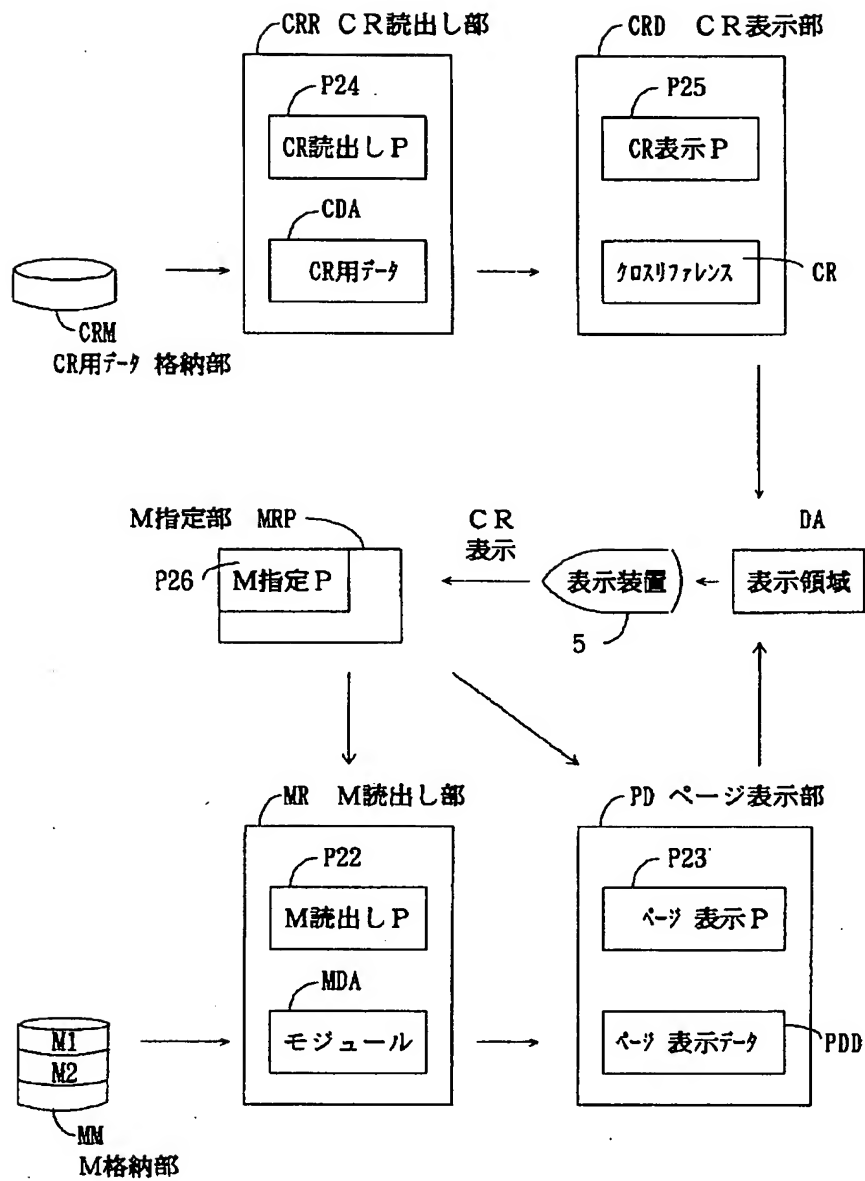 CRR CR読出し部
CRD CR表示部
P24
P25
CR読出しP
CR表示P
CDA
CR用ﾃﾞｰﾀ
ｸﾛｽﾘﾌｧﾚﾝｽ
CR
CRM
CR用ﾃﾞｰﾀ 格納部
M指定部 MRP
CR
表示
DA
P26
M指定P
表示装置
表示領域
5
MR M読出し部
PD ページ表示部
P22
P23
M読出しP
ﾍﾟｰｼﾞ 表示P
MDA
モジュール
ﾍﾟｰｼﾞ 表示データ
PDD
M1
M2
MM
M格納部